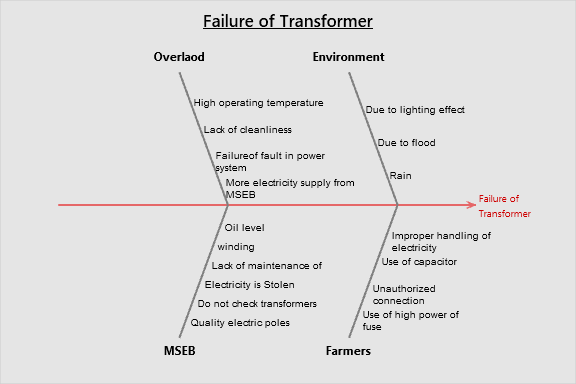 Failure of Transformer
Overlaod
Environment
High operating temperature
Lack of cleanliness
Failureof fault in power
system
More electricity supply from
MSEB
Due to lighting effect
Due to flood
Rain
Failure of
Transformer
Oil level
winding
Lack of maintenance of
Electricity is Stolen
Do not check transformers
Quality electric poles
Improper handling of
electricity
Use of capacitor
Unauthorized
connection
Use of high power of
fuse
MSEB
Farmers